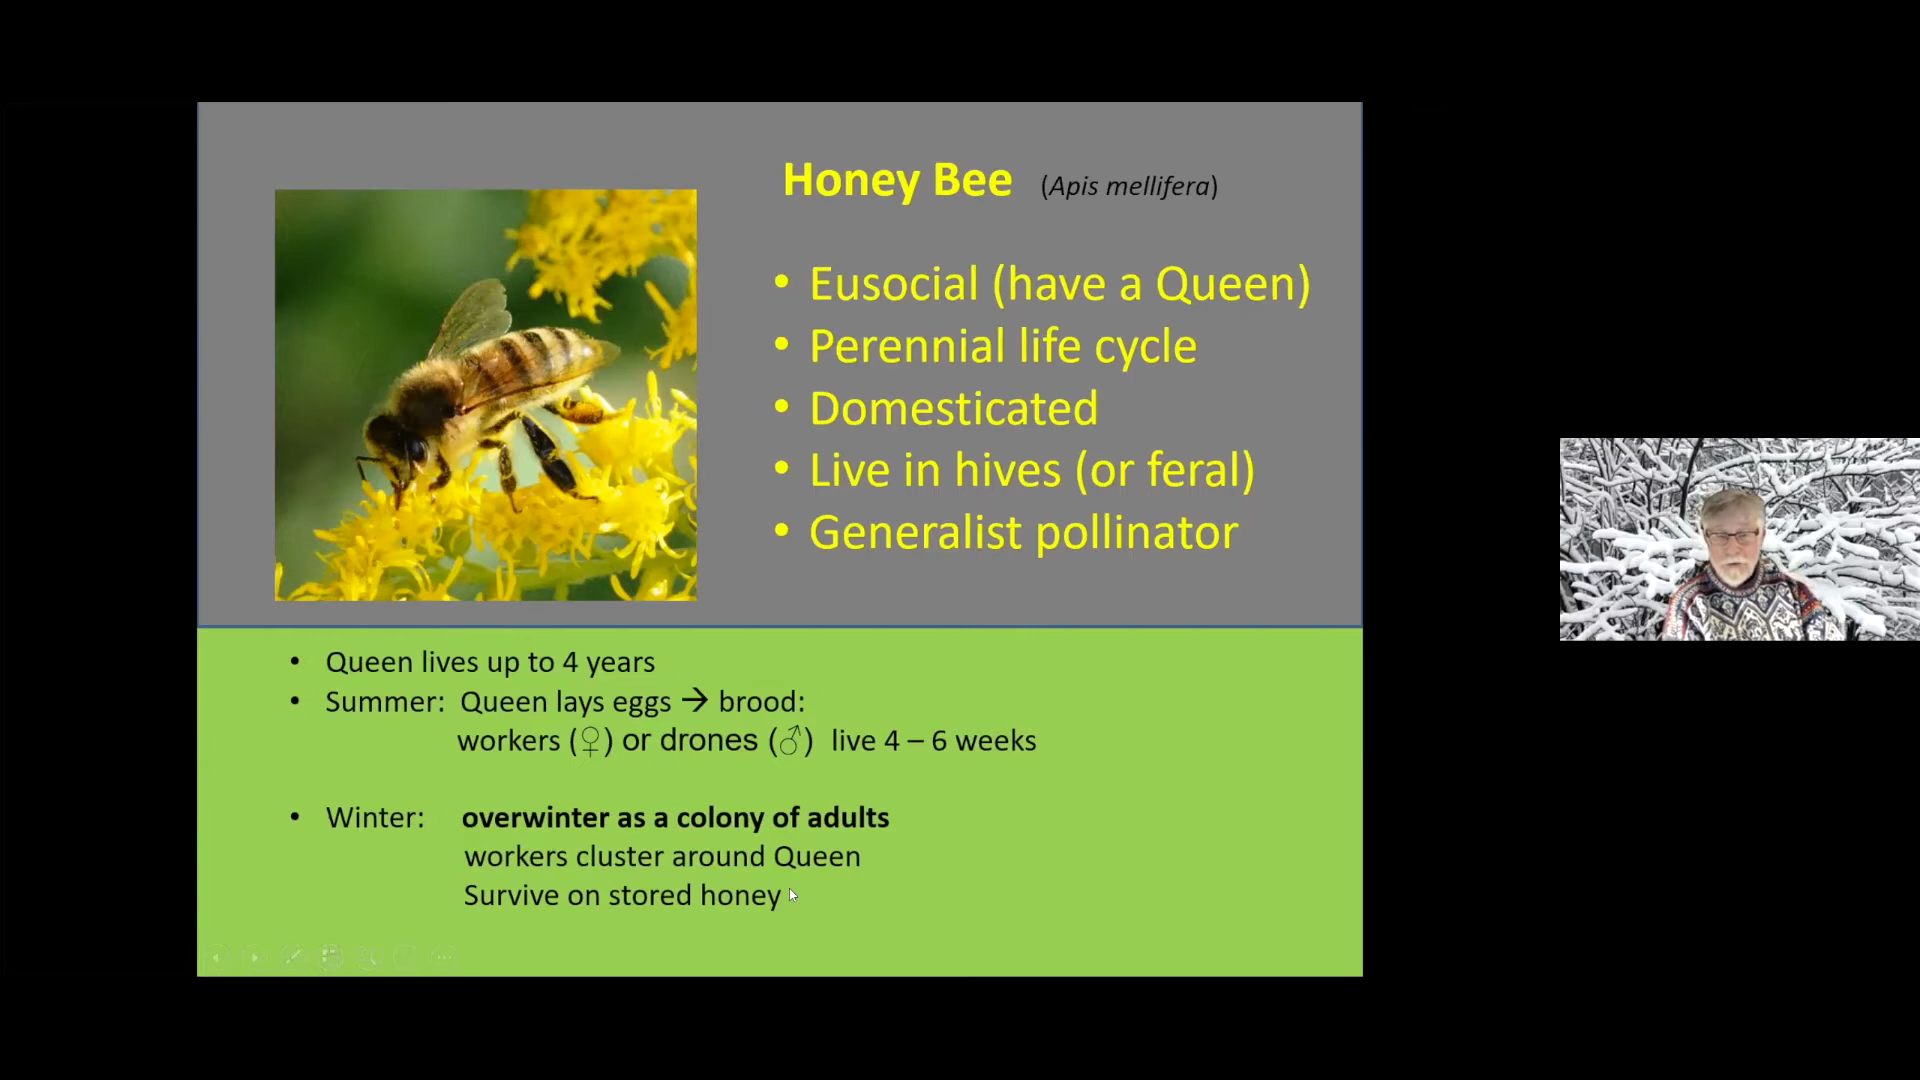 Honey Bee (Apis mellifera)
• Eusocial (have a Queen)
• Perennial life cycle
• Domesticated
• Live in hives (or feral)
• Generalist pollinator
• Queen lives up to 4 years
• Summer: Queen lays eggs → brood:
workers (♀) or drones (♂) live 4 – 6 weeks
• Winter: overwinter as a colony of adults
workers cluster around Queen
Survive on stored honey